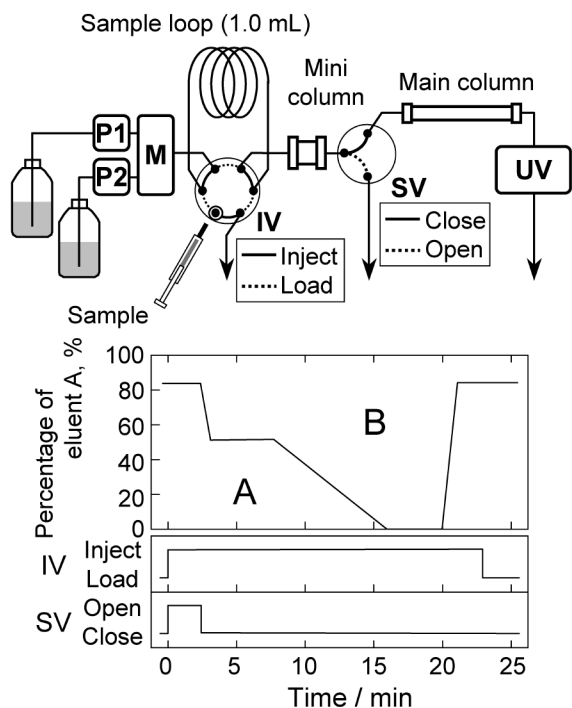 Sample loop (1.0 mL)
Mini
column
Main column
P1
P2
M
UV
SV
IV
Close
Open
Inject
Load
Sample
Percentage of
eluent A, %
100
80
60
40
20
0
A
B
IV
Inject
Load
SV
Open
Close
0
5
10
15
20
25
Time / min